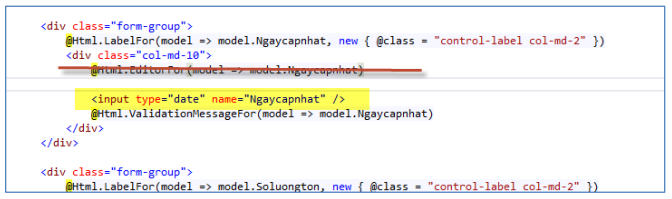 <div class="form-group">
@Html.LabelFor(model => model.Ngaycapnhat, new { @class = "control-label col-md-2" })
<div class="col-md-10">
@Html.EditorFor(model => model.Ngaycapnhat)
<input type="date" name="Ngaycapnhat" />
@Html.ValidationMessageFor(model => model.Ngaycapnhat)
</div>
</div>
<div class="form-group">
@Html.LabelFor(model => model.Soluongton, new { @class = "control-label col-md-2" })